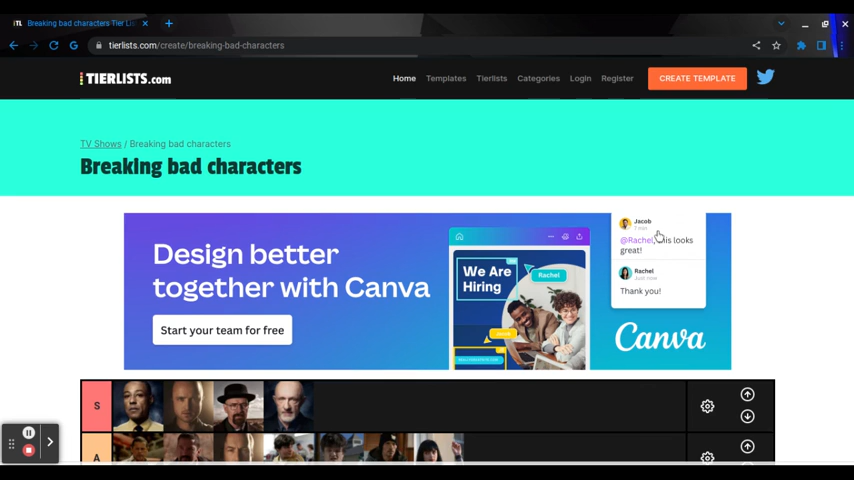 Breaking bad characters Tier Lis
tierlists.com/create/breaking-bad-characters
TIERLISTS.com
Home Templates Tierlists Categories Login Register CREATE TEMPLATE
TV Shows / Breaking bad characters
Breaking bad characters
Design better
together with Canva
Start your team for free
We Are
Hiring
Rachel
Jacob
@Rachel, this looks
great!
Rachel
Just now
Thank you!
Canva
S
A